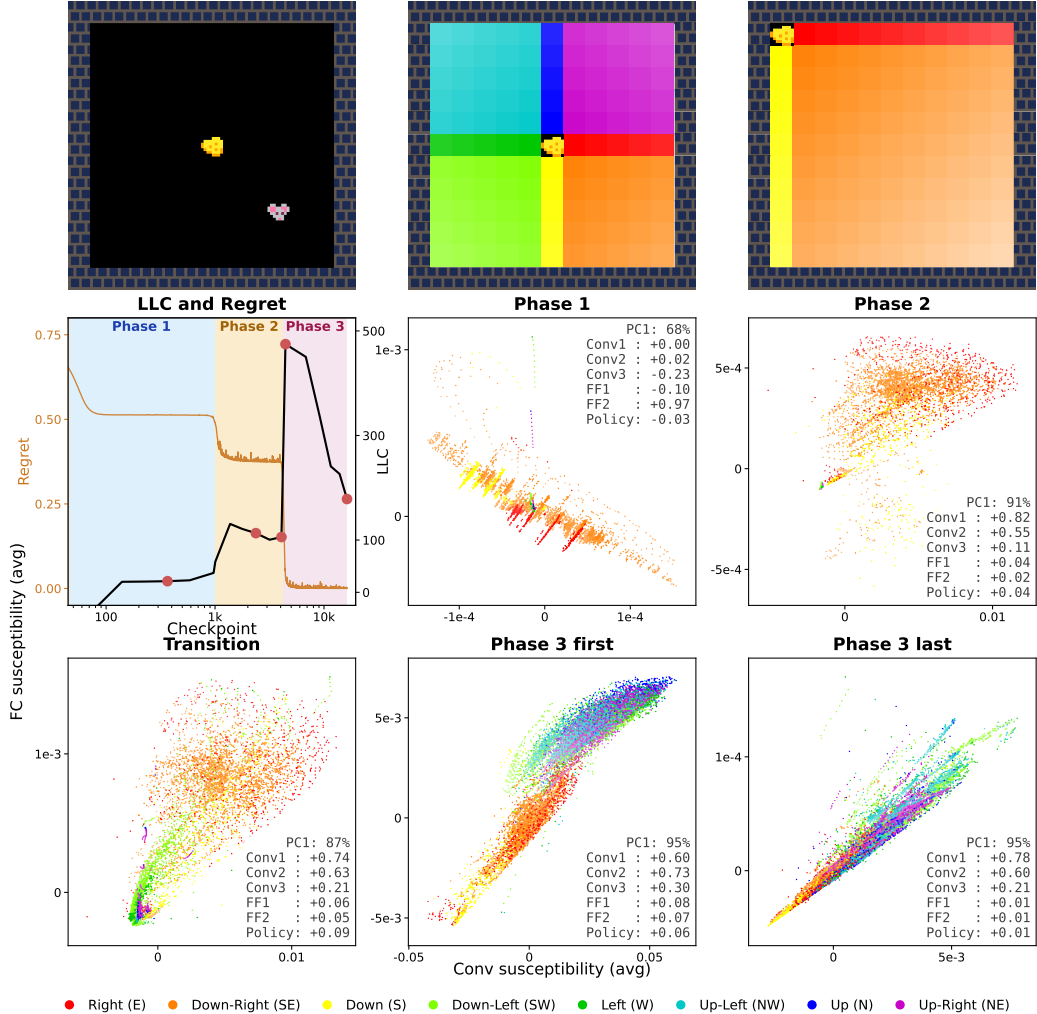 LLC and Regret
Phase 1
Phase 2
Phase 1
Phase 2
Phase 3
0.75
0.50
0.25
0.00
Regret
500
300
100
0
LLC
100
1k
10k
Checkpoint
PC1: 68%
Conv1 : +0.00
Conv2 : +0.02
Conv3 : -0.23
FF1 : -0.10
FF2 : +0.97
Policy: -0.03
1e-3
0
-1e-4
0
1e-4
PC1: 91%
Conv1 : +0.82
Conv2 : +0.55
Conv3 : +0.11
FF1 : +0.04
FF2 : +0.02
Policy: +0.04
5e-4
0
-5e-4
0
0.01
FC susceptibility (avg)
Transition
Phase 3 first
Phase 3 last
PC1: 87%
Conv1 : +0.74
Conv2 : +0.63
Conv3 : +0.21
FF1 : +0.06
FF2 : +0.05
Policy: +0.09
1e-3
0
0
0.01
PC1: 95%
Conv1 : +0.60
Conv2 : +0.73
Conv3 : +0.30
FF1 : +0.08
FF2 : +0.07
Policy: +0.06
5e-3
0
-5e-3
-0.05
0
0.05
PC1: 95%
Conv1 : +0.78
Conv2 : +0.60
Conv3 : +0.21
FF1 : +0.01
FF2 : +0.01
Policy: +0.01
1e-4
0
0
5e-3
Conv susceptibility (avg)
Right (E)
Down-Right (SE)
Down (S)
Down-Left (SW)
Left (W)
Up-Left (NW)
Up (N)
Up-Right (NE)